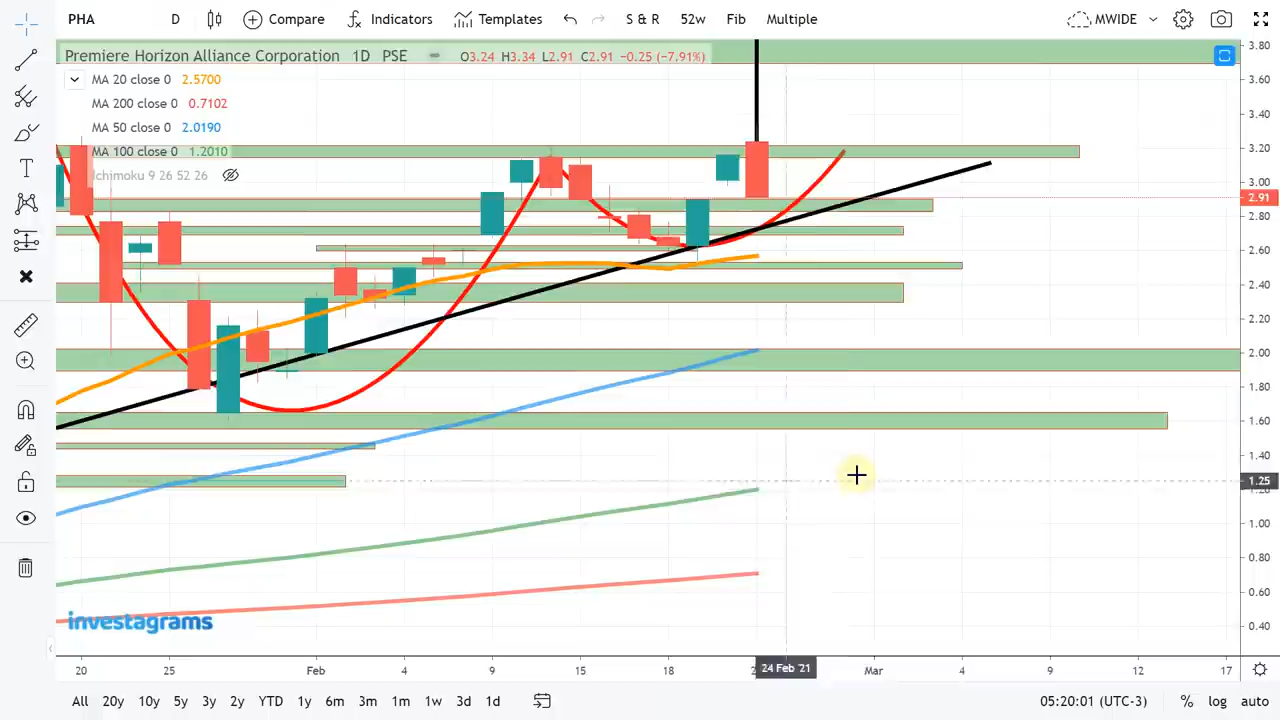 PHA D Compare Indicators Templates S & R 52w Fib Multiple MWIDE
Premiere Horizon Alliance Corporation 1D PSE O3.24 H3.34 L2.91 C2.91 −0.25 (−7.91%)
MA 20 close 0 2.5700
MA 200 close 0 0.7102
MA 50 close 0 2.0190
MA 100 close 0 1.2010
Ichimoku 9 26 52 26
3.80
3.60
3.40
3.20
3.00
2.91
2.80
2.60
2.40
2.20
2.00
1.80
1.60
1.40
1.25
1.00
0.80
0.60
0.40
investagrams
20 25 Feb 4 9 15 18 24 Feb '21 Mar 4 9 12 17
All 20y 10y 5y 3y 2y YTD 1y 6m 3m 1m 1w 3d 1d 05:20:01 (UTC-3) % log auto